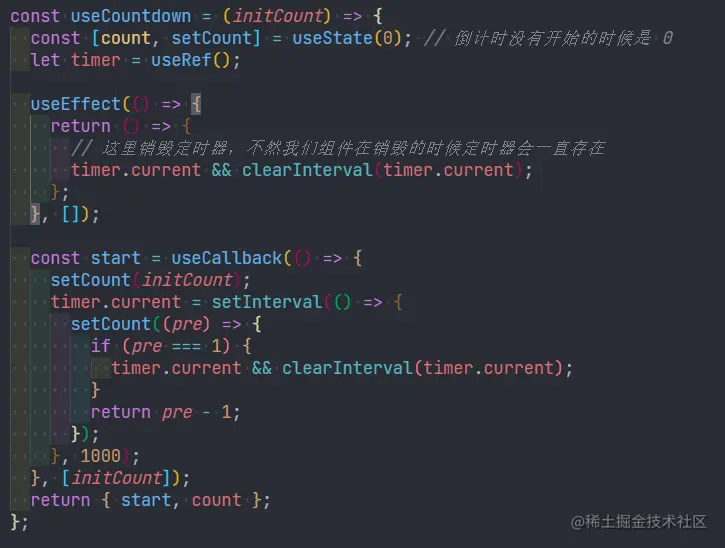 const useCountdown = (initCount) => {
  const [count, setCount] = useState(0); // 倒计时没有开始的时候是 0
  let timer = useRef();

  useEffect(() => {
    return () => {
      // 这里销毁定时器, 不然我们组件在销毁的时候定时器会一直存在
      timer.current && clearInterval(timer.current);
    };
  }, []);

  const start = useCallback(() => {
    setCount(initCount);
    timer.current = setInterval(() => {
      setCount((pre) => {
        if (pre === 1) {
          timer.current && clearInterval(timer.current);
        }
        return pre - 1;
      });
    }, 1000);
  }, [initCount]);
  return { start, count };
};
@稀土掘金技术社区